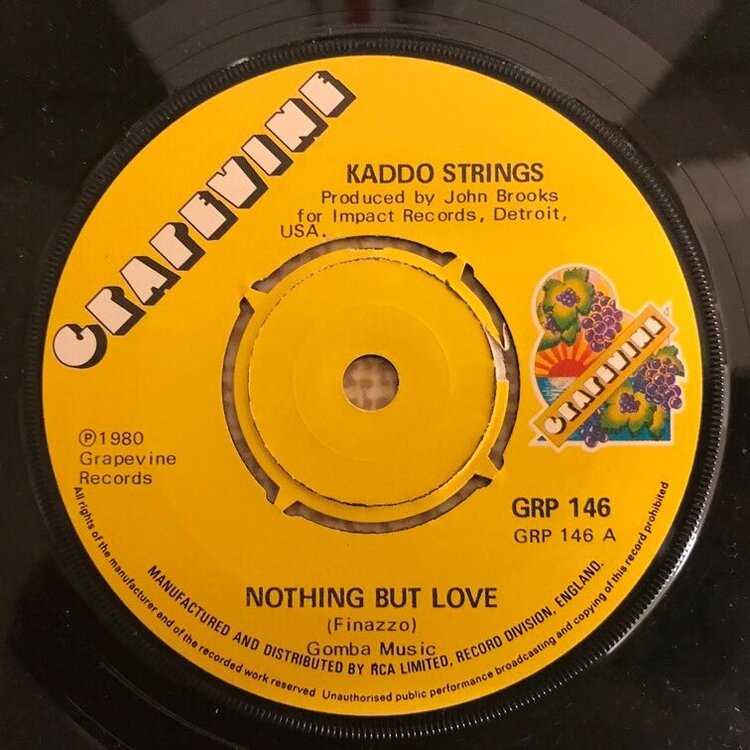 GRAPEVINE
KADDO STRINGS
Produced by John Brooks
for Impact Records, Detroit,
USA.
GRAPEVINE
℗1980
Grapevine
Records
GRP 146
GRP 146 A
NOTHING BUT LOVE
(Finazzo)
Gomba Music
MANUFACTURED AND DISTRIBUTED BY RCA LIMITED, RECORD DIVISION, ENGLAND.
All rights of the manufacturer and of the recorded work reserved Unauthorised public performance broadcasting and copying of this record prohibited